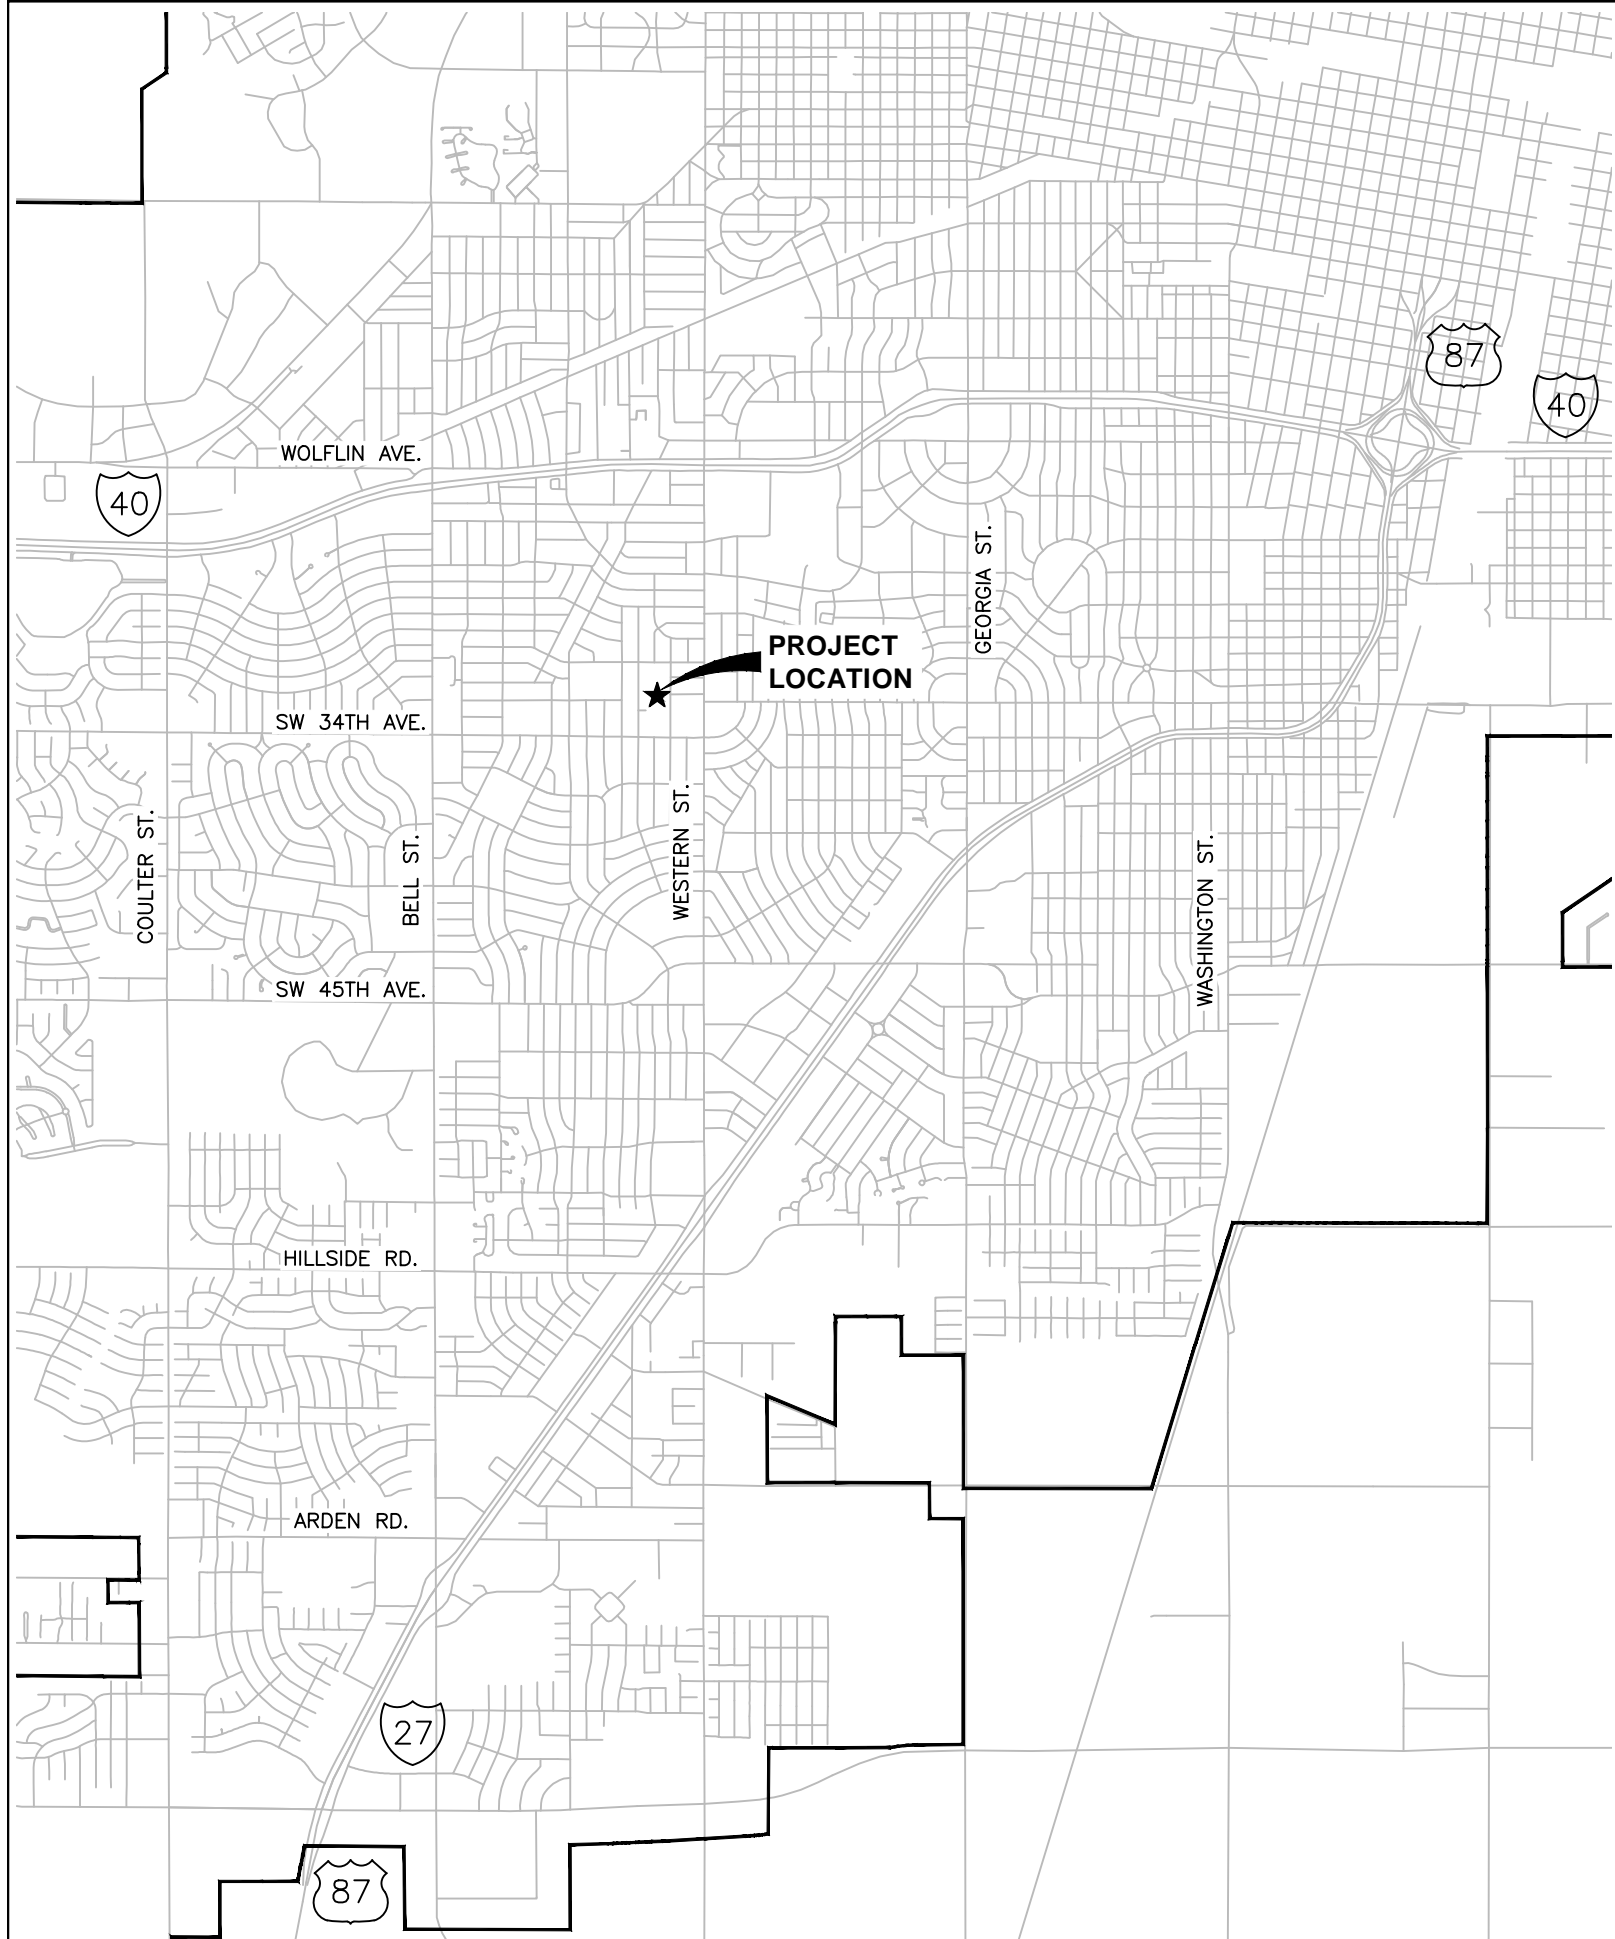 87
40
WOLFLIN AVE.
40
GEORGIA ST.
PROJECT
LOCATION
SW 34TH AVE.
COULTER ST.
BELL ST.
WESTERN ST.
WASHINGTON ST.
SW 45TH AVE.
HILLSIDE RD.
ARDEN RD.
27
87